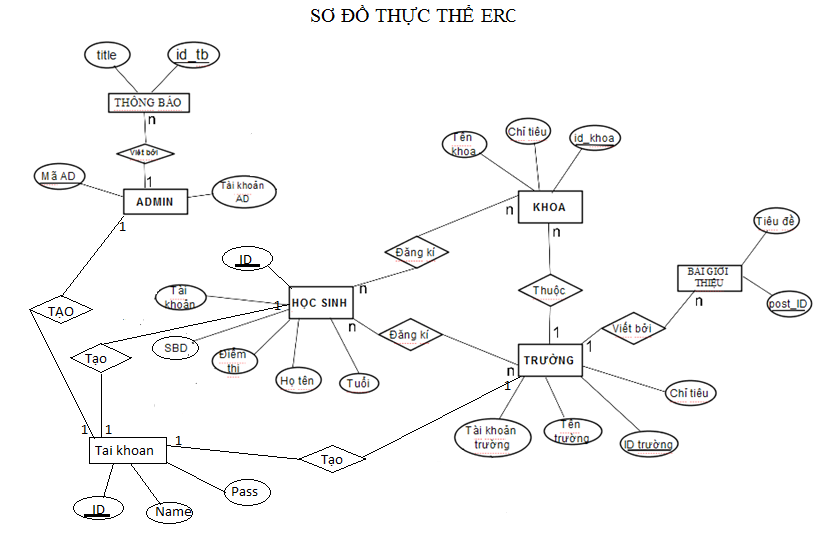 SƠ ĐỒ THỰC THỂ ERC
title
id_tb
THÔNG BÁO
n
Viết bởi
1
Mã AD
ADMIN
Tài khoản
AD
1
Tên
khoa
Chỉ tiêu
id_khoa
KHOA
n
n
Đăng kí
ID
Tài
khoản
HỌC SINH
1
n
n
SBD
Điểm
thi
Họ tên
Tuổi
Đăng kí
Thuộc
1
TRƯỜNG
n
1
1
Viết bởi
n
BÀI GIỚI
THIỆU
Tiêu đề
post_ID
Chỉ tiêu
Tài khoản
trường
Tên
trường
ID trường
TẠO
Tạo
1
1
1
Tai khoan
Tạo
ID
Name
Pass